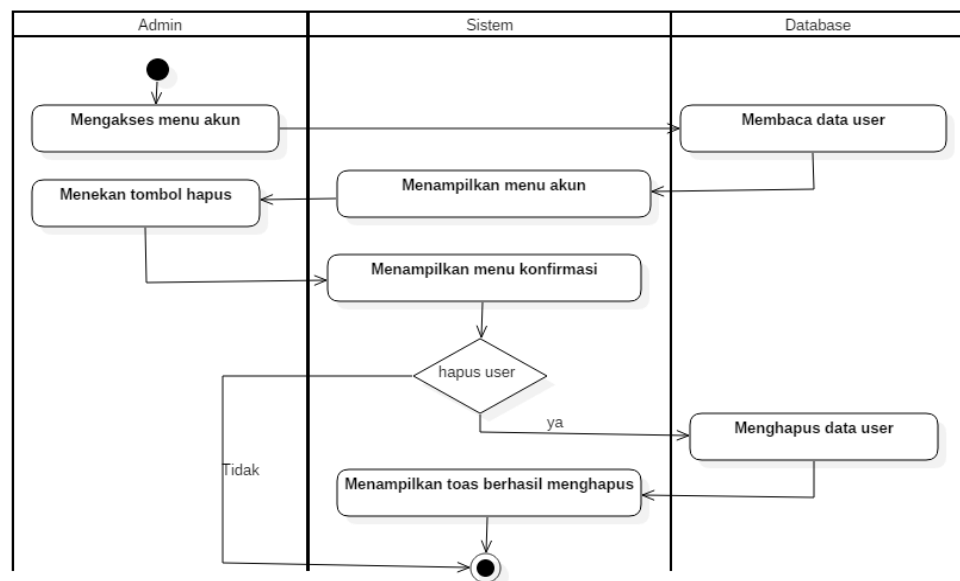 Admin
Sistem
Database
Mengakses menu akun
Membaca data user
Menampilkan menu akun
Menekan tombol hapus
Menampilkan menu konfirmasi
hapus user
ya
Menghapus data user
Tidak
Menampilkan toas berhasil menghapus